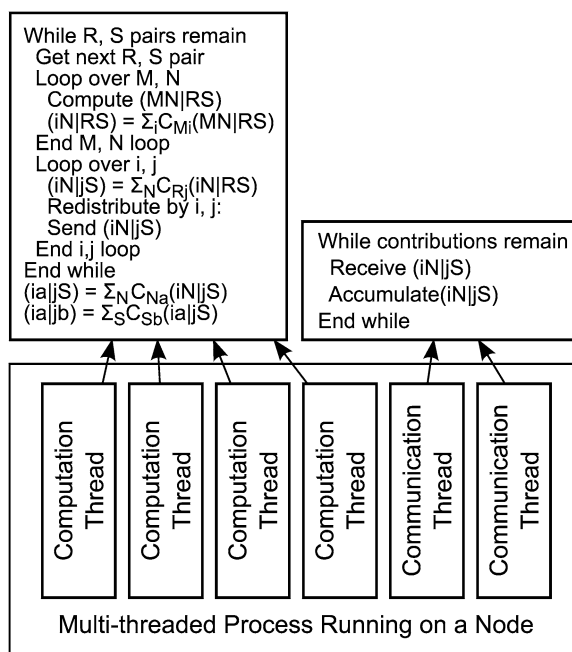 While R, S pairs remain
Get next R, S pair
Loop over M, N
Compute (MN|RS)
(iN|RS) = Σ_iC_Mi(MN|RS)
End M, N loop
Loop over i, j
(iN|jS) = Σ_NC_Rj(iN|RS)
Redistribute by i, j:
Send (iN|jS)
End i,j loop
End while
(ia|jS) = Σ_NC_Na(iN|jS)
(ia|jb) = Σ_SC_Sb(ia|jS)
While contributions remain
Receive (iN|jS)
Accumulate(iN|jS)
End while
Computation
Thread
Computation
Thread
Computation
Thread
Computation
Thread
Communication
Thread
Communication
Thread
Multi-threaded Process Running on a Node